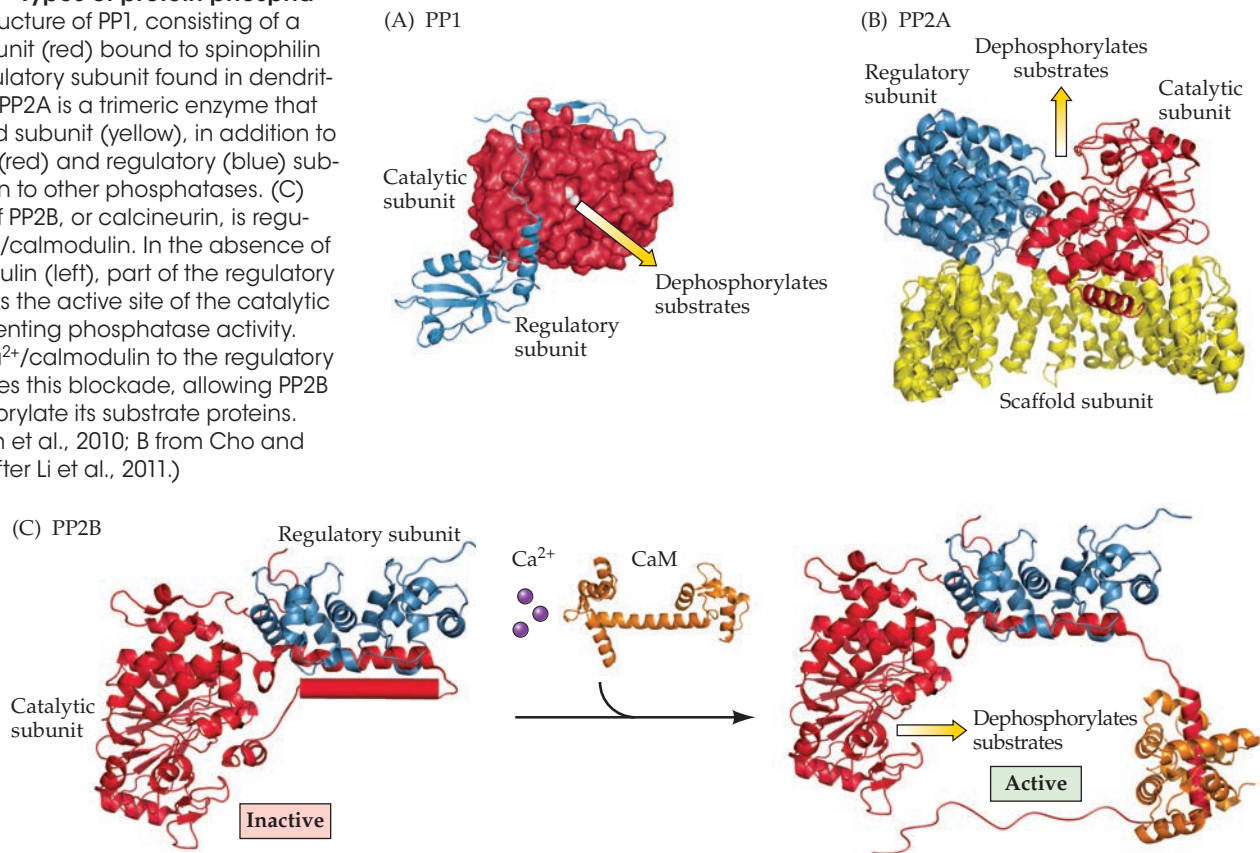 Types of protein phospha-
ucture of PP1, consisting of a
unit (red) bound to spinophilin
ulatory subunit found in dendrit-
PP2A is a trimeric enzyme that
d subunit (yellow), in addition to
(red) and regulatory (blue) sub-
n to other phosphatases. (C)
f PP2B, or calcineurin, is regu-
/calmodulin. In the absence of
ulin (left), part of the regulatory
s the active site of the catalytic
enting phosphatase activity.
²⁺/calmodulin to the regulatory
es this blockade, allowing PP2B
orylate its substrate proteins.
et al., 2010; B from Cho and
fter Li et al., 2011.)
(A) PP1
Catalytic
subunit
Dephosphorylates
substrates
Regulatory
subunit
(B) PP2A
Dephosphorylates
substrates
Regulatory
subunit
Catalytic
subunit
Scaffold subunit
(C) PP2B
Regulatory subunit
Catalytic
subunit
Inactive
Ca²⁺
CaM
Dephosphorylates
substrates
Active